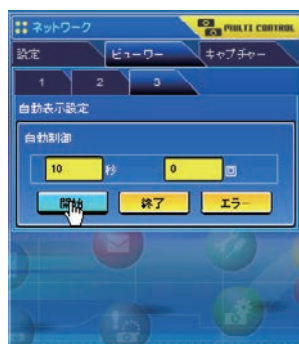 ネットワーク
MULTI CONTROL
設定 ビューワー キャプチャー
1 2 3
自動表示設定
自動制御
10 秒 0 回
開始 終了 エラー